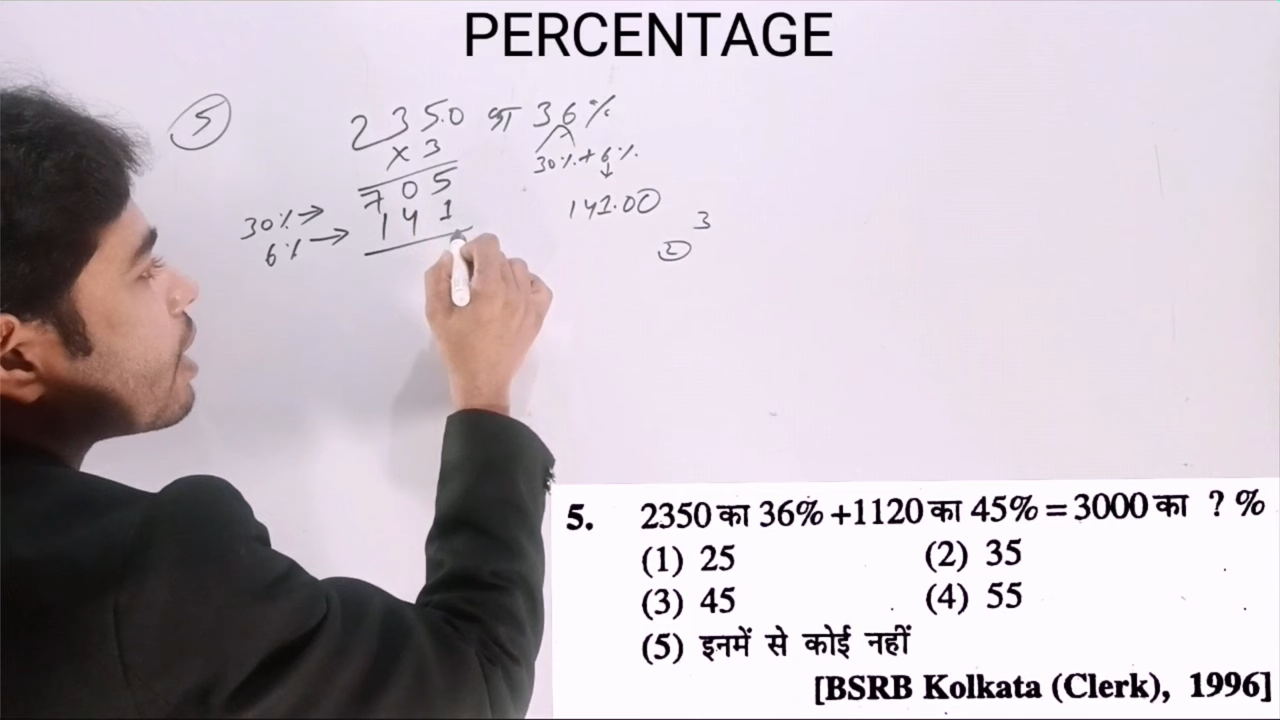 PERCENTAGE
5
2350 का 36%
x 3
30% + 6%
30% → 705
6% → 141
141.00
3
2
5. 2350 का 36% +1120 का 45% = 3000 का ? %
(1) 25 (2) 35
(3) 45 (4) 55
(5) इनमें से कोई नहीं
[BSRB Kolkata (Clerk), 1996]